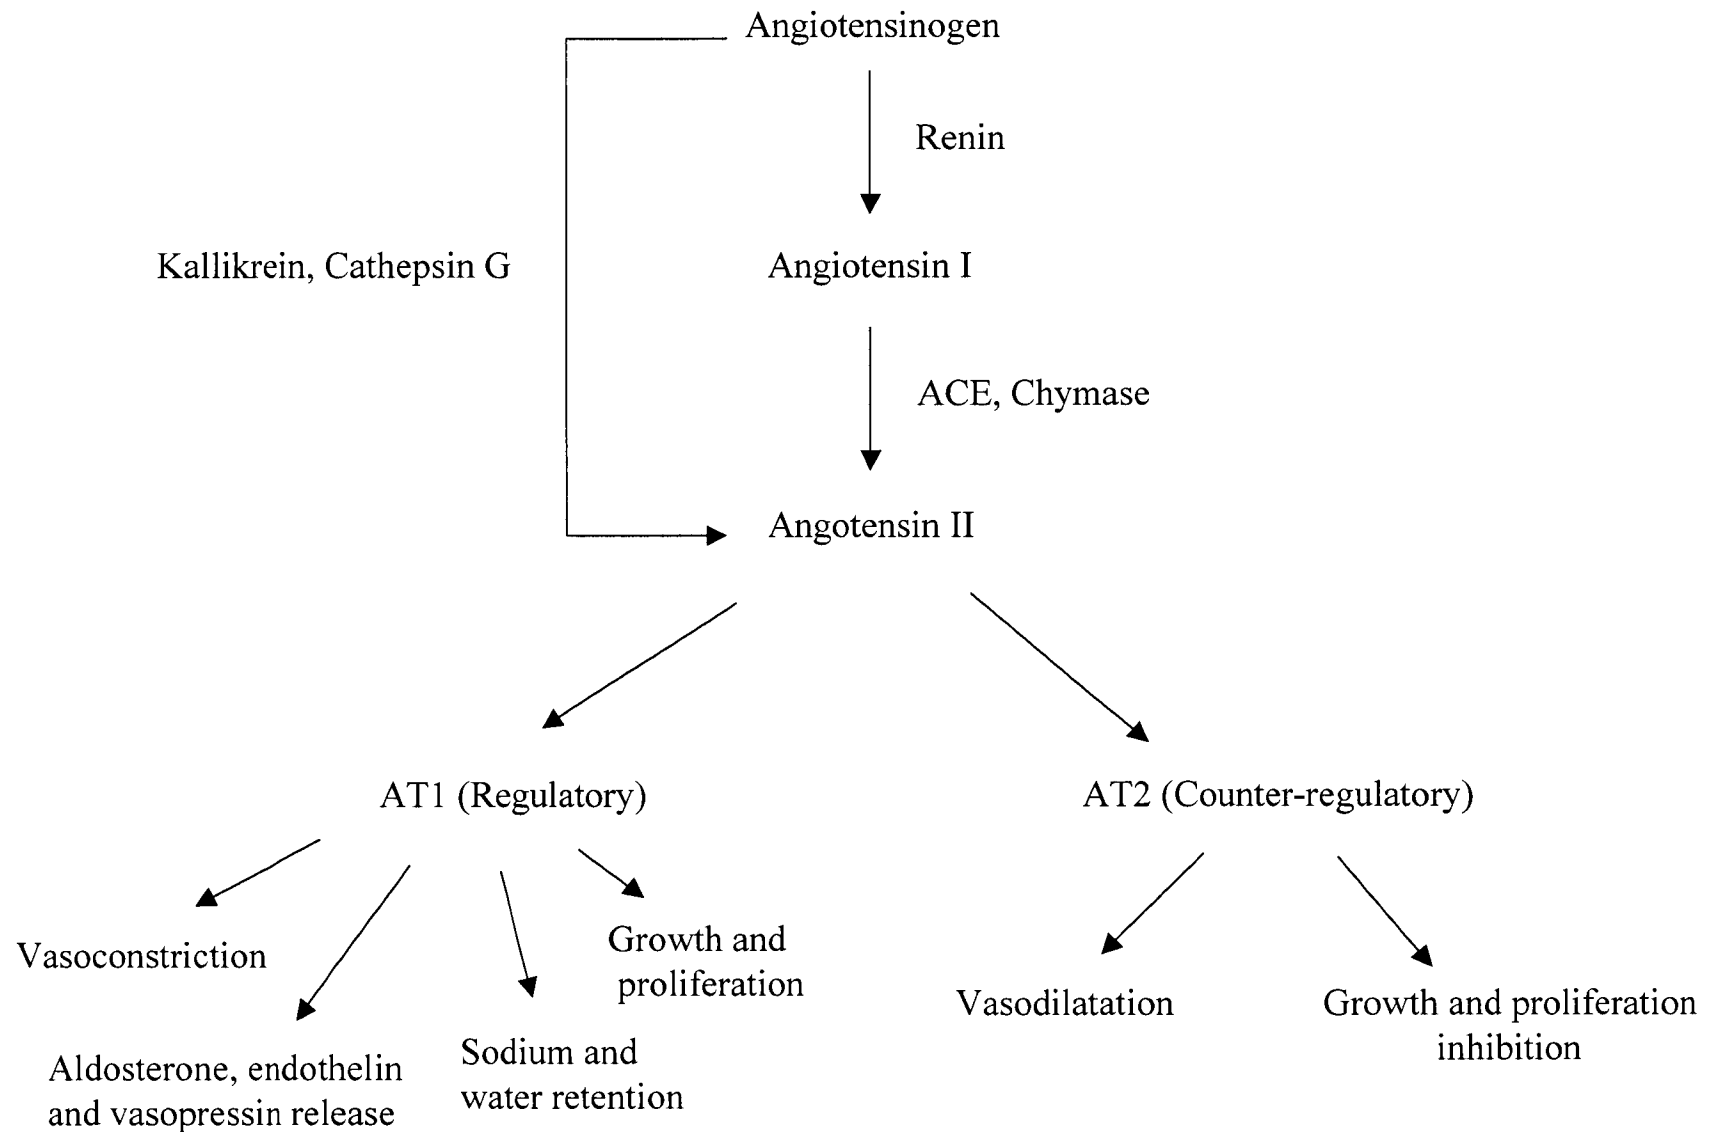 Angiotensinogen
Renin
Kallikrein, Cathepsin G
Angiotensin I
ACE, Chymase
Angotensin II
AT1 (Regulatory)
AT2 (Counter-regulatory)
Vasoconstriction
Aldosterone, endothelin
and vasopressin release
Sodium and
water retention
Growth and
proliferation
Vasodilatation
Growth and proliferation
inhibition